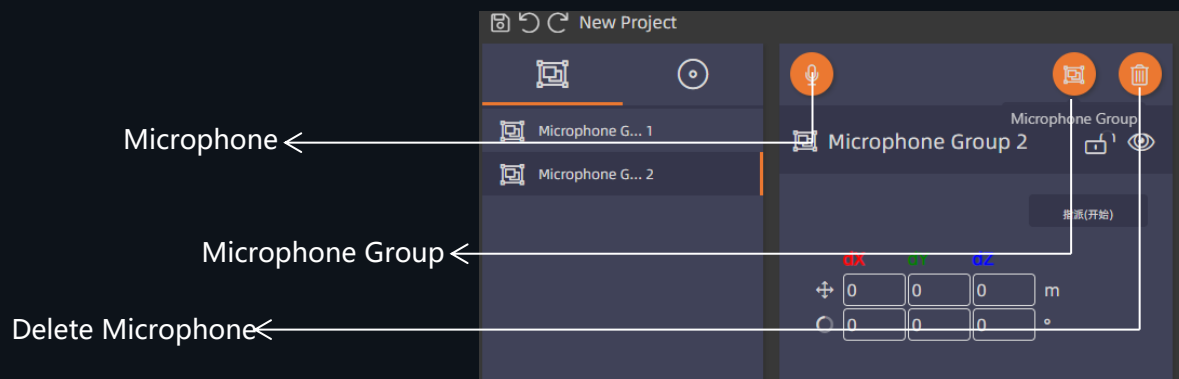 New Project
Microphone
Microphone Group
Delete Microphone
Microphone G... 1
Microphone G... 2
Microphone Group
Microphone Group 2
指派(开始)
dX dY dZ
0 0 0 m
0 0 0 °